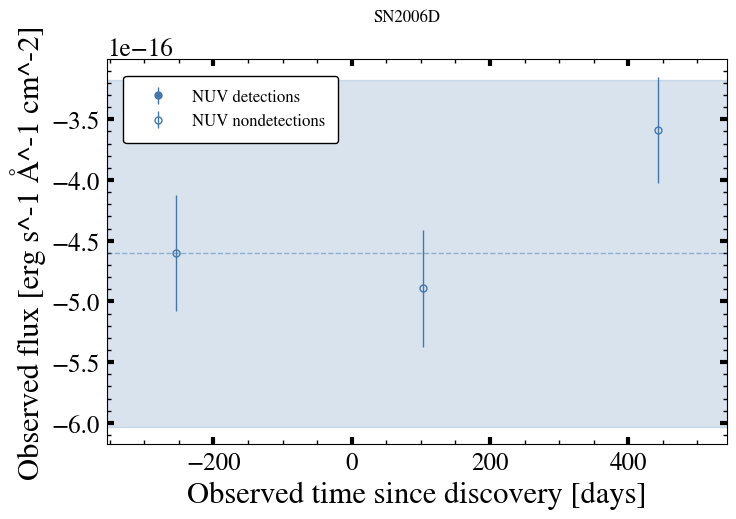 SN2006D
1e−16
NUV detections
NUV nondetections
−3.5
−4.0
−4.5
−5.0
−5.5
−6.0
Observed flux [erg s^-1 Å^-1 cm^-2]
−200 0 200 400
Observed time since discovery [days]